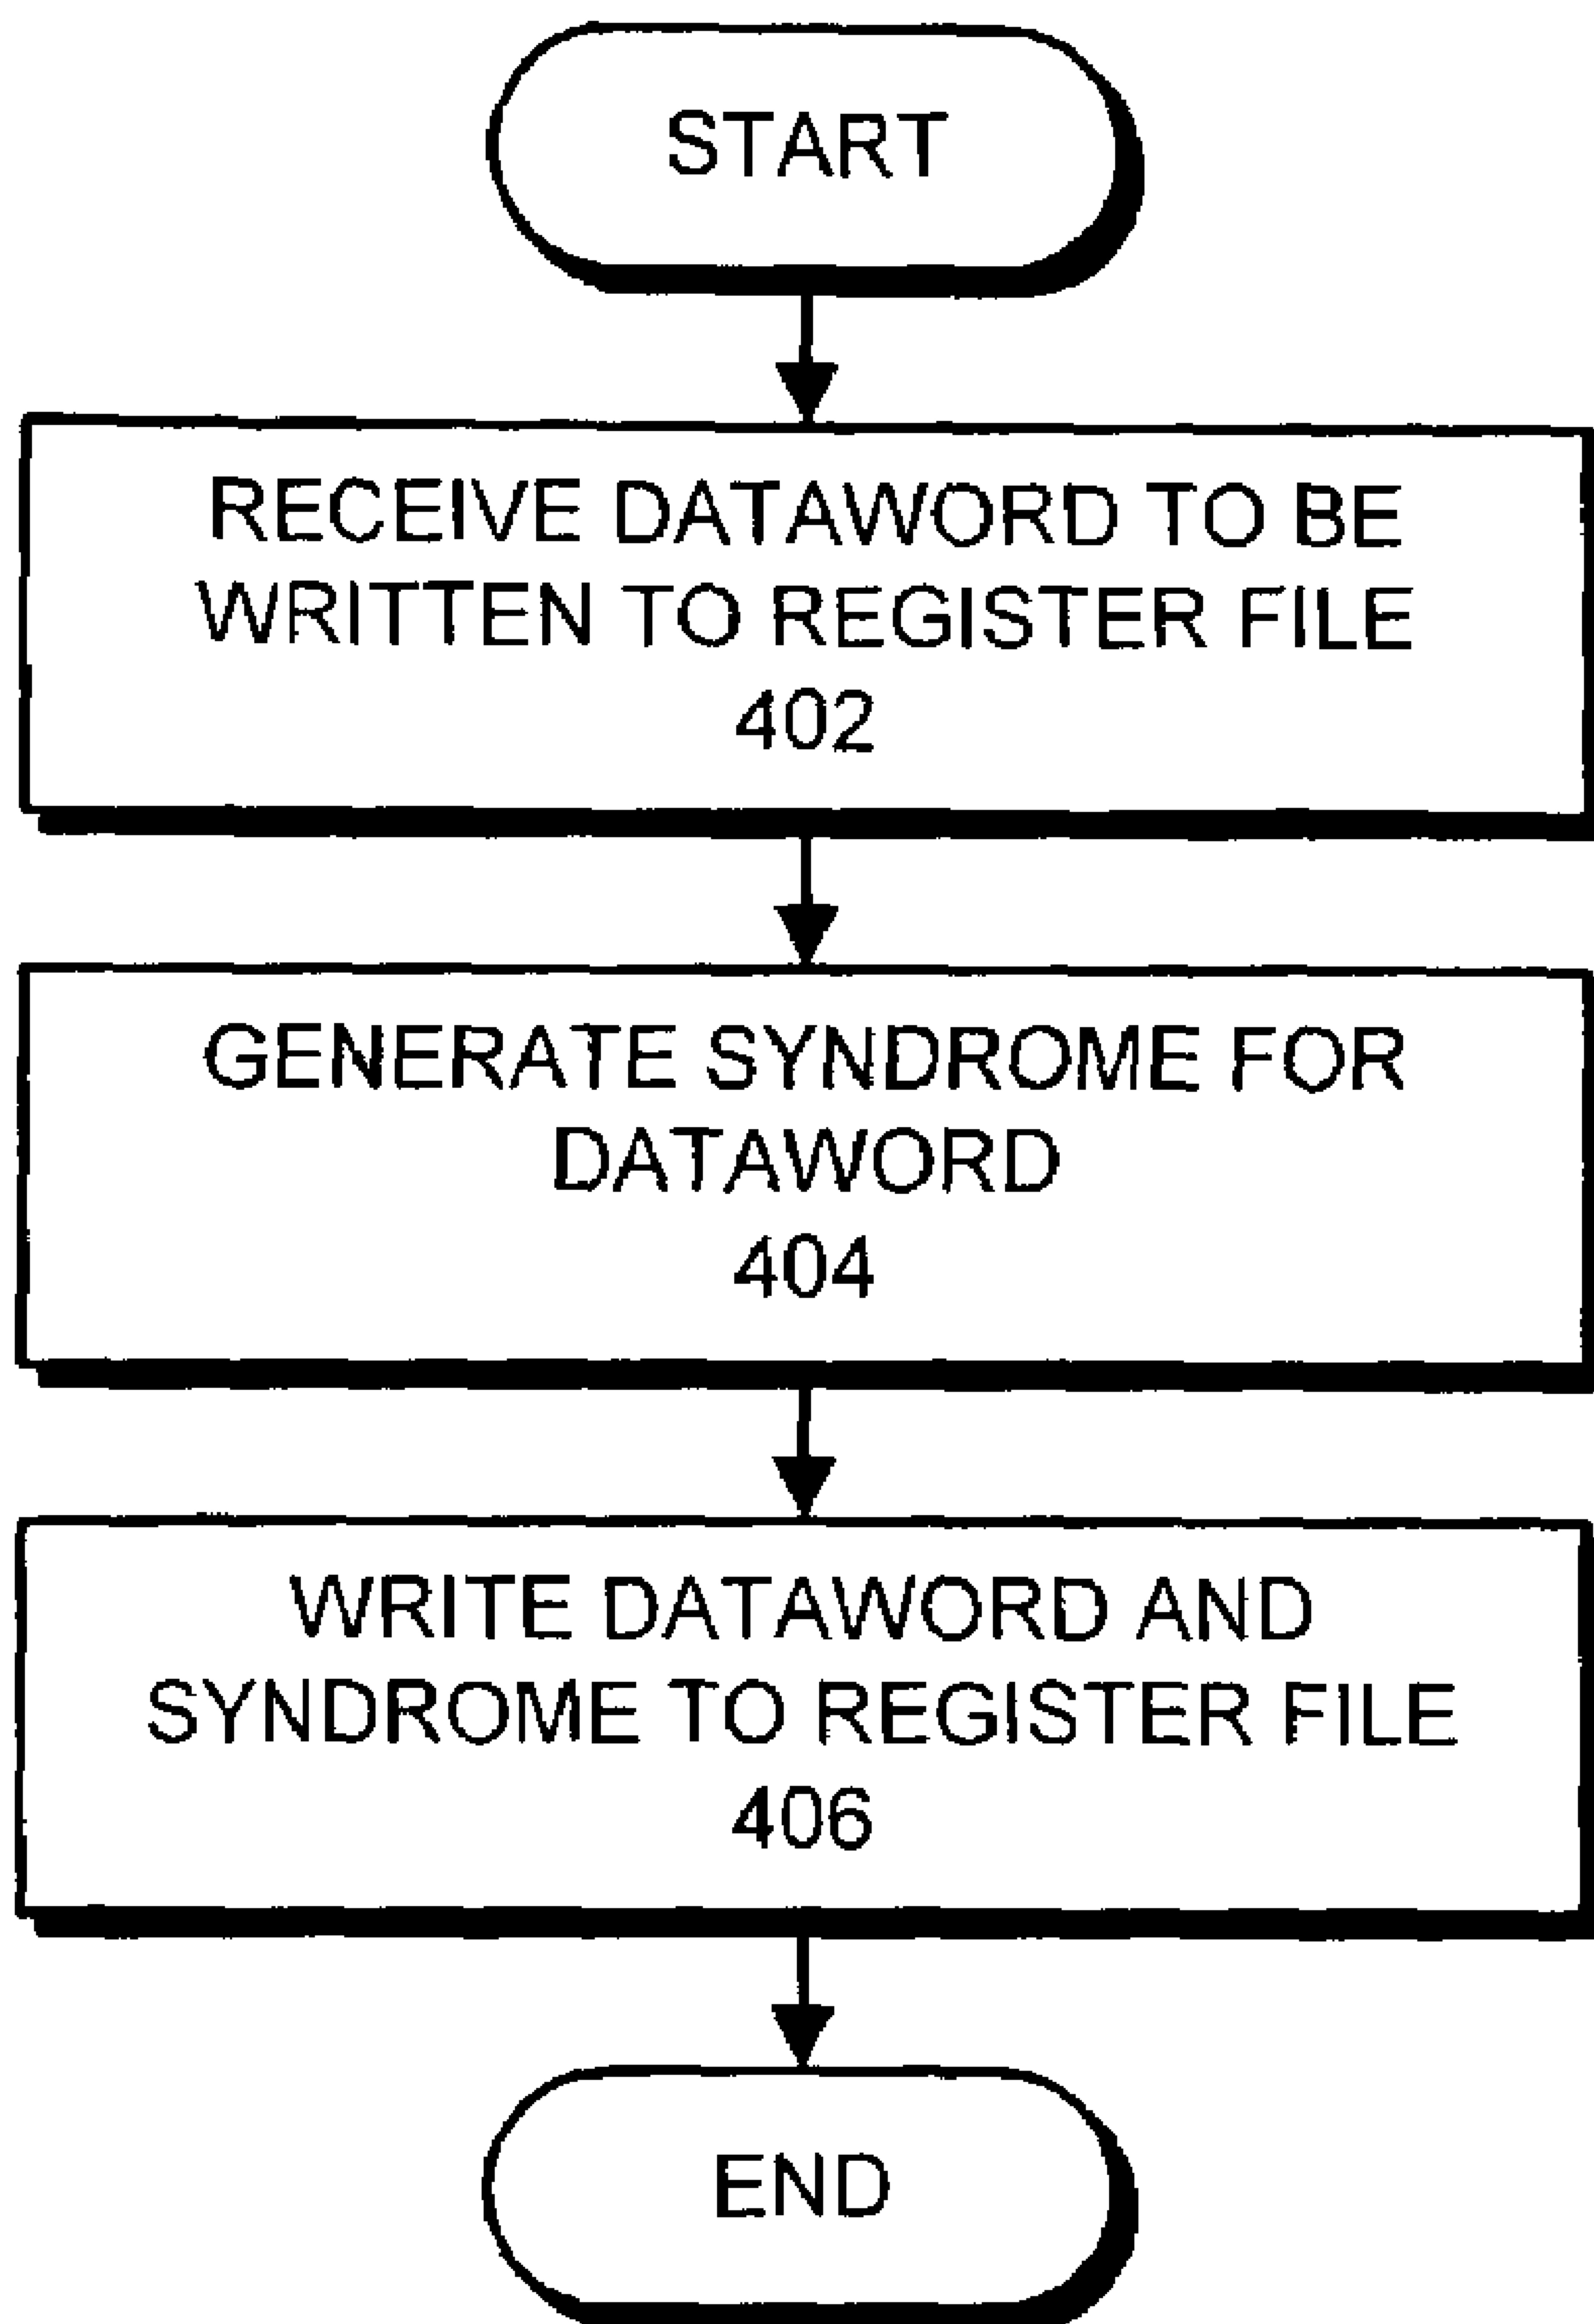 START
RECEIVE DATAWORD TO BE
WRITTEN TO REGISTER FILE
402
GENERATE SYNDROME FOR
DATAWORD
404
WRITE DATAWORD AND
SYNDROME TO REGISTER FILE
406
END